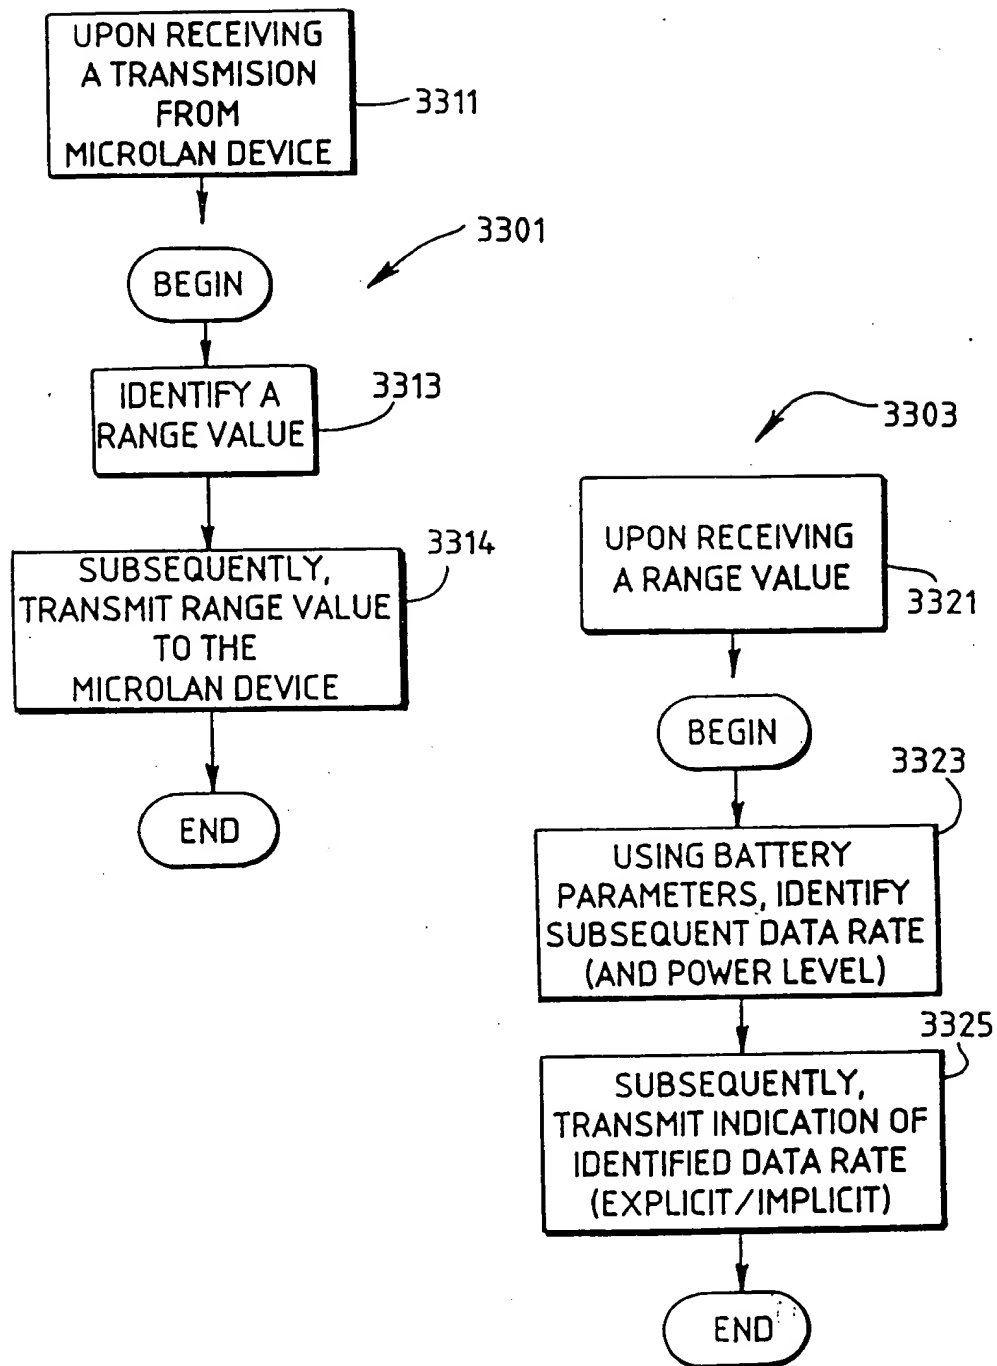 UPON RECEIVING
A TRANSMISION
FROM
MICROLAN DEVICE
3311
3301
BEGIN
IDENTIFY A
RANGE VALUE
3313
SUBSEQUENTLY,
TRANSMIT RANGE VALUE
TO THE
MICROLAN DEVICE
3314
END
3303
UPON RECEIVING
A RANGE VALUE
3321
BEGIN
3323
USING BATTERY
PARAMETERS, IDENTIFY
SUBSEQUENT DATA RATE
(AND POWER LEVEL)
3325
SUBSEQUENTLY,
TRANSMIT INDICATION OF
IDENTIFIED DATA RATE
(EXPLICIT/IMPLICIT)
END